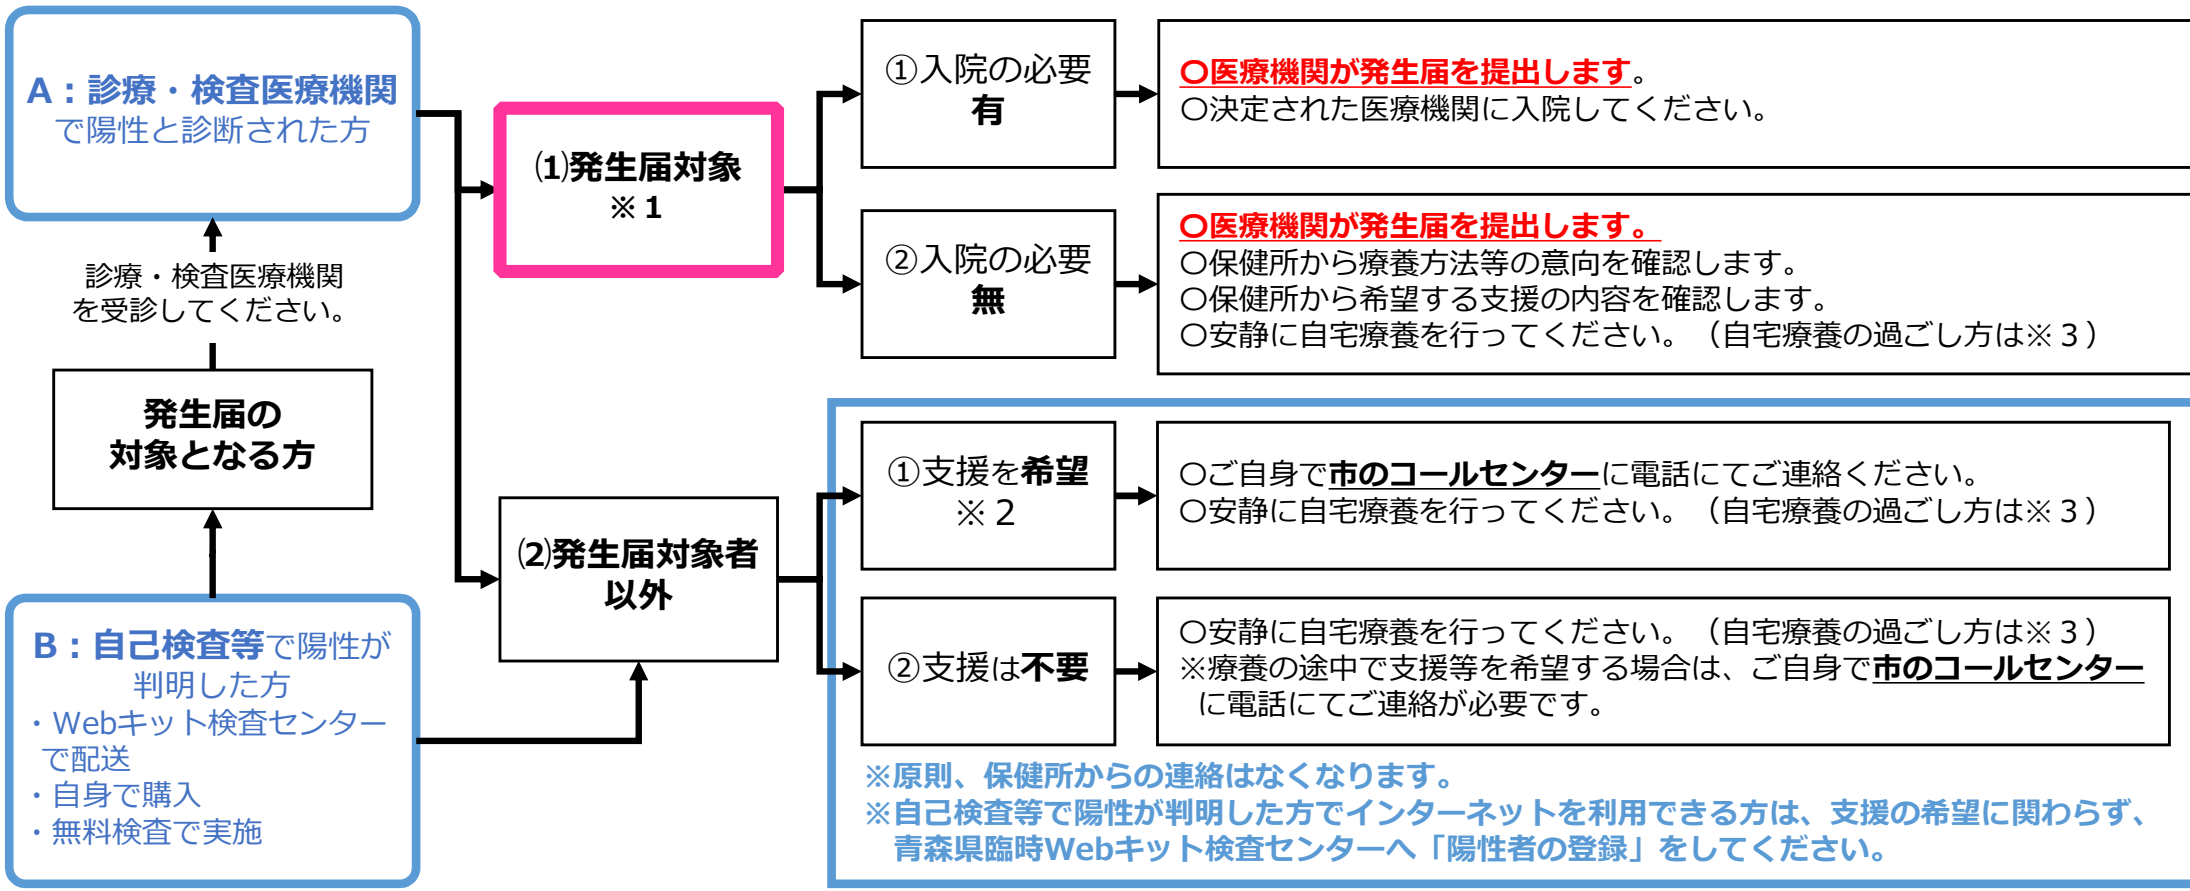 A：診療・検査医療機関
で陽性と診断された方
診療・検査医療機関
を受診してください。
発生届の
対象となる方
B：自己検査等で陽性が
判明した方
・Webキット検査センター
で配送
・自身で購入
・無料検査で実施
⑴発生届対象
※１
⑵発生届対象者
以外
①入院の必要
有
〇医療機関が発生届を提出します。
〇決定された医療機関に入院してください。
②入院の必要
無
〇医療機関が発生届を提出します。
〇保健所から療養方法等の意向を確認します。
〇保健所から希望する支援の内容を確認します。
〇安静に自宅療養を行ってください。（自宅療養の過ごし方は※３）
①支援を希望
※２
〇ご自身で市のコールセンターに電話にてご連絡ください。
〇安静に自宅療養を行ってください。（自宅療養の過ごし方は※３）
②支援は不要
〇安静に自宅療養を行ってください。（自宅療養の過ごし方は※３）
※療養の途中で支援等を希望する場合は、ご自身で市のコールセンター
に電話にてご連絡が必要です。
※原則、保健所からの連絡はなくなります。
※自己検査等で陽性が判明した方でインターネットを利用できる方は、支援の希望に関わらず、
青森県臨時Webキット検査センターへ「陽性者の登録」をしてください。